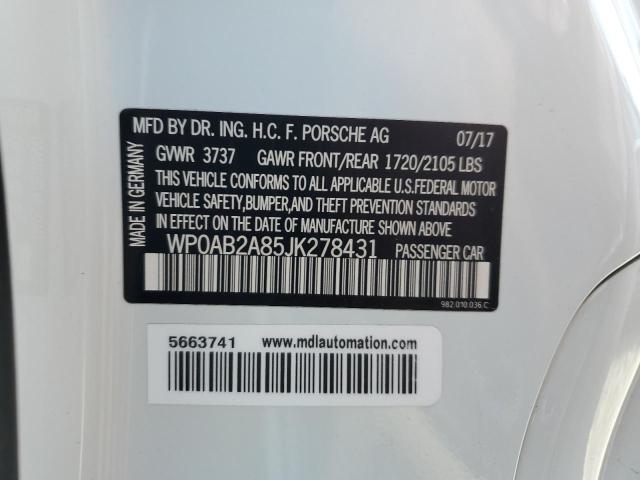 MFD BY DR. ING. H.C. F. PORSCHE AG 07/17
GVWR 3737 GAWR FRONT/REAR 1720/2105 LBS
THIS VEHICLE CONFORMS TO ALL APPLICABLE U.S.FEDERAL MOTOR
VEHICLE SAFETY,BUMPER,AND THEFT PREVENTION STANDARDS
IN EFFECT ON THE DATE OF MANUFACTURE SHOWN ABOVE.
WP0AB2A85JK278431 PASSENGER CAR
MADE IN GERMANY
982.010.036.C
5663741 www.mdlautomation.com